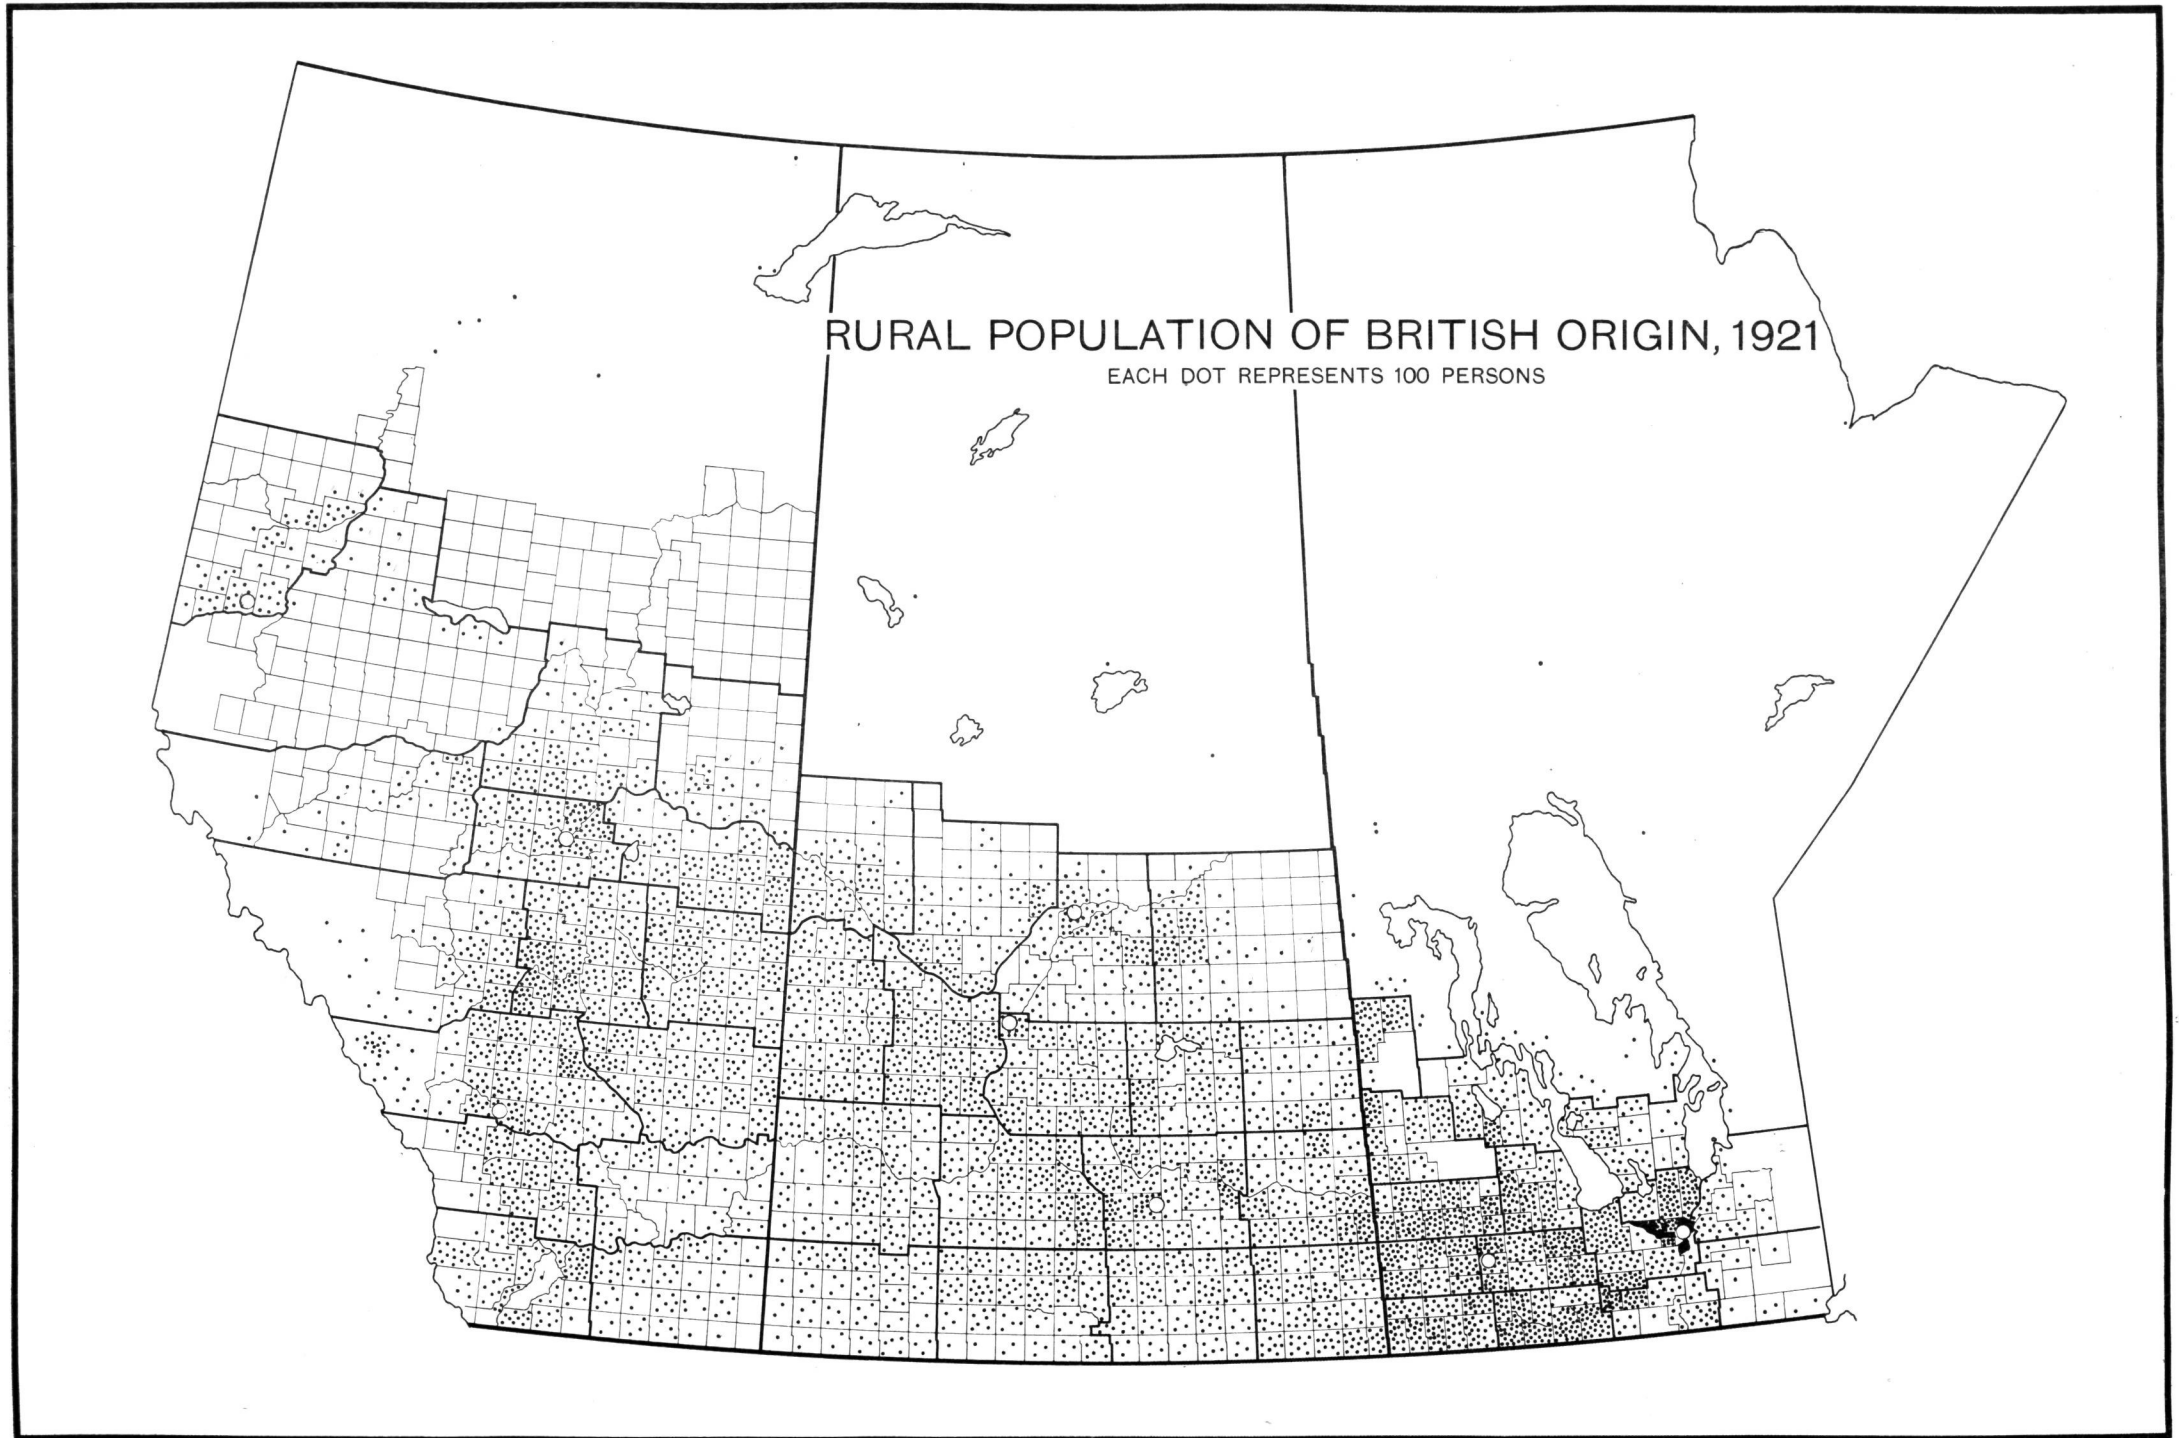 RURAL POPULATION OF BRITISH ORIGIN, 1921
EACH DOT REPRESENTS 100 PERSONS